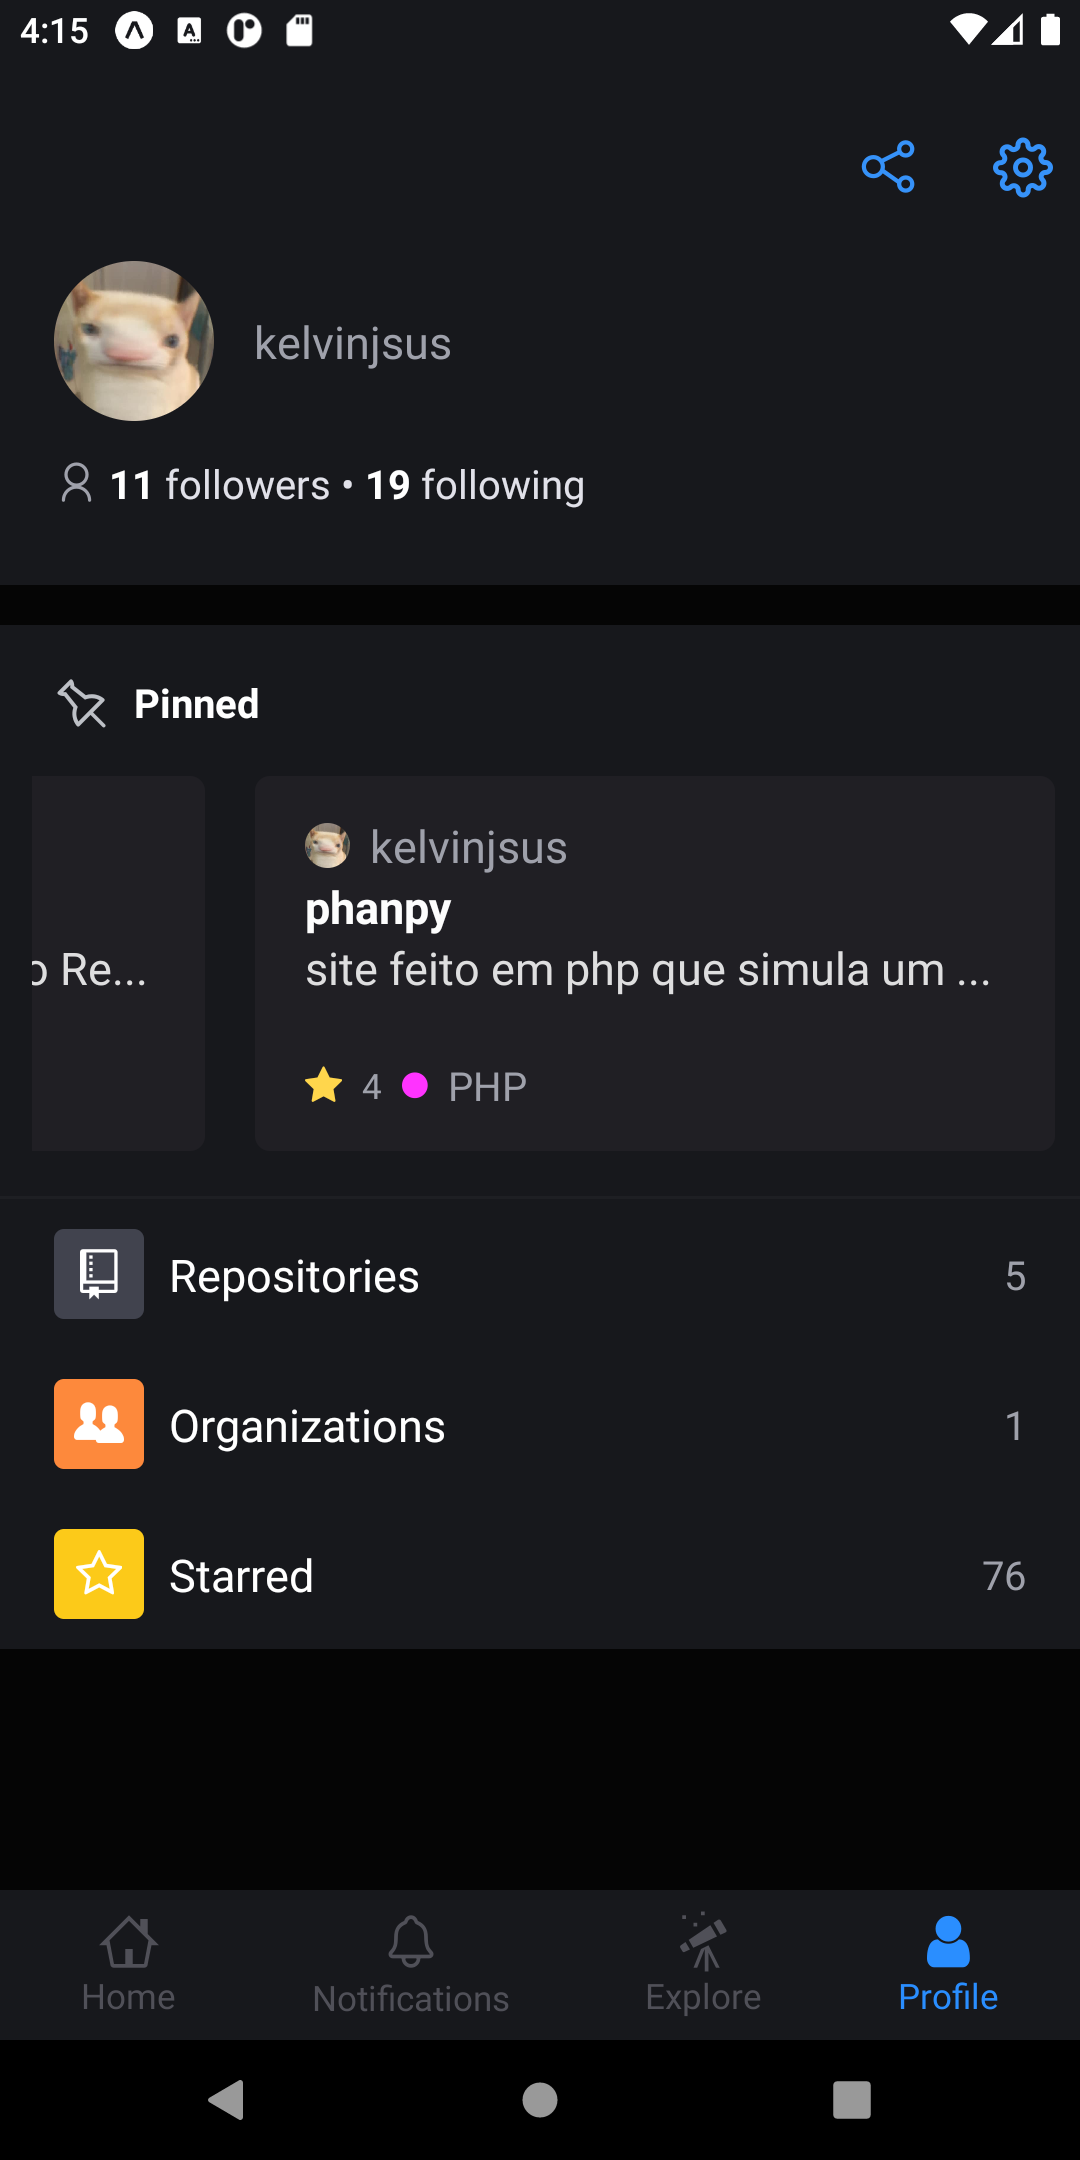 4:15
kelvinjsus
11 followers • 19 following
Pinned
o Re...
kelvinjsus
phanpy
site feito em php que simula um ...
4 PHP
Repositories 5
Organizations 1
Starred 76
Home Notifications Explore Profile